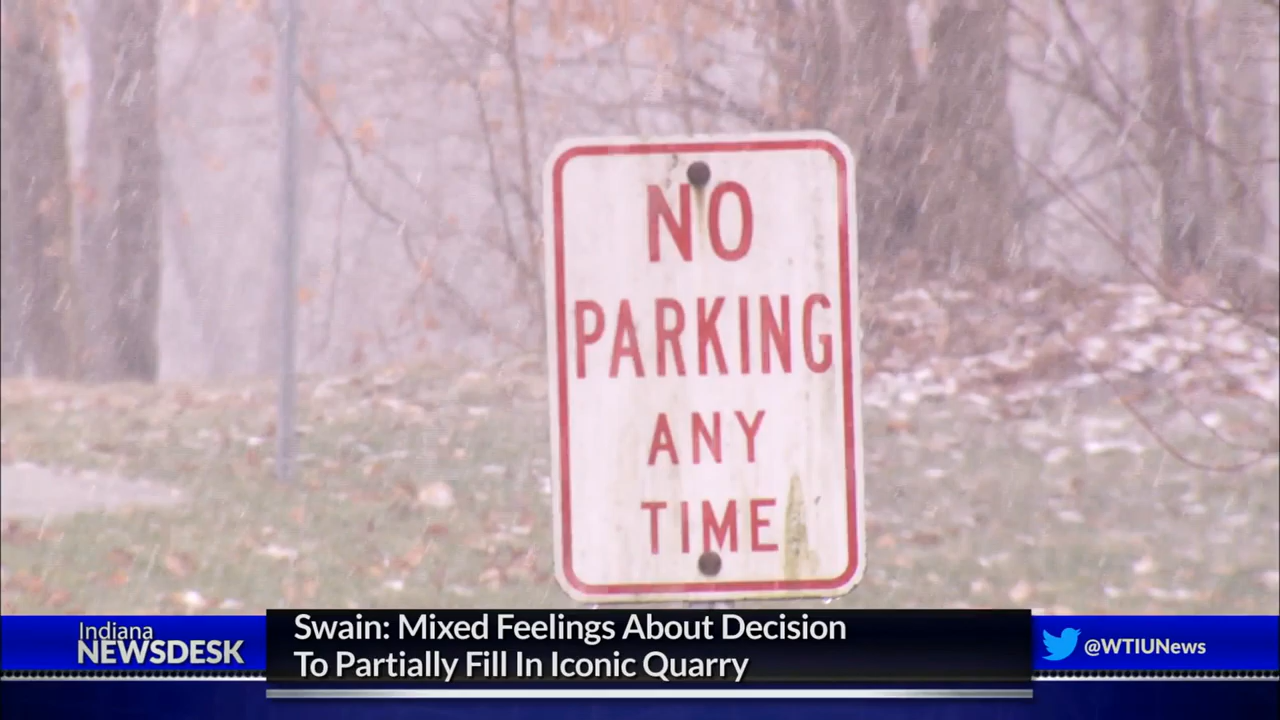 NO
PARKING
ANY
TIME
Indiana
NEWSDESK
Swain: Mixed Feelings About Decision
To Partially Fill In Iconic Quarry
@WTIUNews